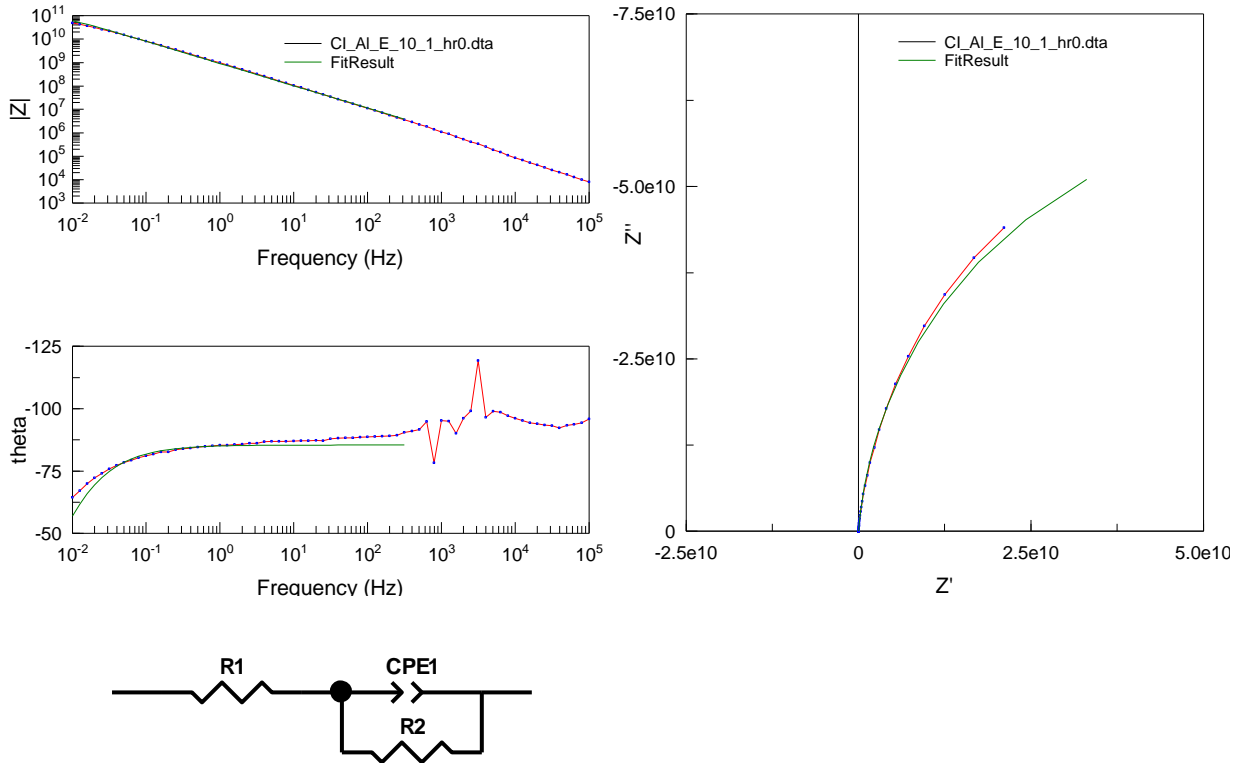 |Z|
10^11
10^10
10^9
10^8
10^7
10^6
10^5
10^4
10^3
CI_AI_E_10_1_hr0.dta
FitResult
10^-2 10^-1 10^0 10^1 10^2 10^3 10^4 10^5
Frequency (Hz)
theta
-125
-100
-75
-50
10^-2 10^-1 10^0 10^1 10^2 10^3 10^4 10^5
Frequency (Hz)
Z''
-7.5e10
-5.0e10
-2.5e10
0
CI_AI_E_10_1_hr0.dta
FitResult
-2.5e10 0 2.5e10 5.0e10
Z'
R1 CPE1
R2